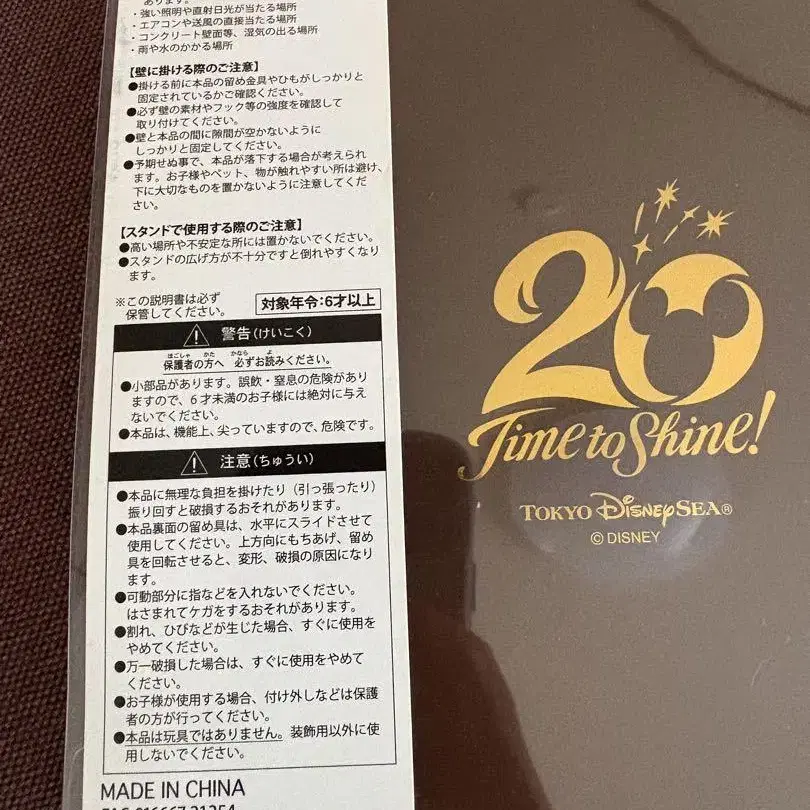 あります。
・強い照明や直射日光が当たる場所
・エアコンや送風の直接当たる場所
・コンクリート壁面等、湿気の出る場所
・雨や水のかかる場所
【壁に掛ける際のご注意】
●掛ける前に本品の留め金具やひもがしっかりと
固定されているかご確認ください。
●必ず壁の素材やフック等の強度を確認して
取り付けてください。
●壁と本品の間に隙間が空かないように
しっかりと固定してください。
●予期せぬ事で、本品が落下する場合が考えられ
ます。お子様やペット、物が触れやすい所は避け、
下に大切なものを置かないように注意してくだ
さい。
【スタンドで使用する際のご注意】
●高い場所や不安定な所には置かないでください。
●スタンドの広げ方が不十分ですと倒れやすくなり
ます。
※この説明書は必ず
保管してください。
対象年令:6才以上
警告(けいこく)
保護者の方へ 必ずお読みください。
ほごしゃ かた かなら よ
●小部品があります。誤飲・窒息の危険があり
ますので、6才未満のお子様には絶対に与え
ないでください。
●本品は、機能上、尖っていますので、危険です。
注意(ちゅうい)
●本品に無理な負担を掛けたり(引っ張ったり)
振り回すと破損するおそれがあります。
●本品裏面の留め具は、水平にスライドさせて
使用してください。上方向にもちあげ、留め
具を回転させると、変形、破損の原因になり
ます。
●可動部分に指などを入れないでください。
はさまれてケガをするおそれがあります。
●割れ、ひびなどが生じた場合、すぐに使用を
やめてください。
●万一破損した場合は、すぐに使用をやめて
ください。
●お子様が使用する場合、付け外しなどは保護
者の方が行ってください。
●本品は玩具ではありません。装飾用以外に使
用しないでください。
MADE IN CHINA
20
Time to Shine!
TOKYO DISNEYSEA®
© DISNEY